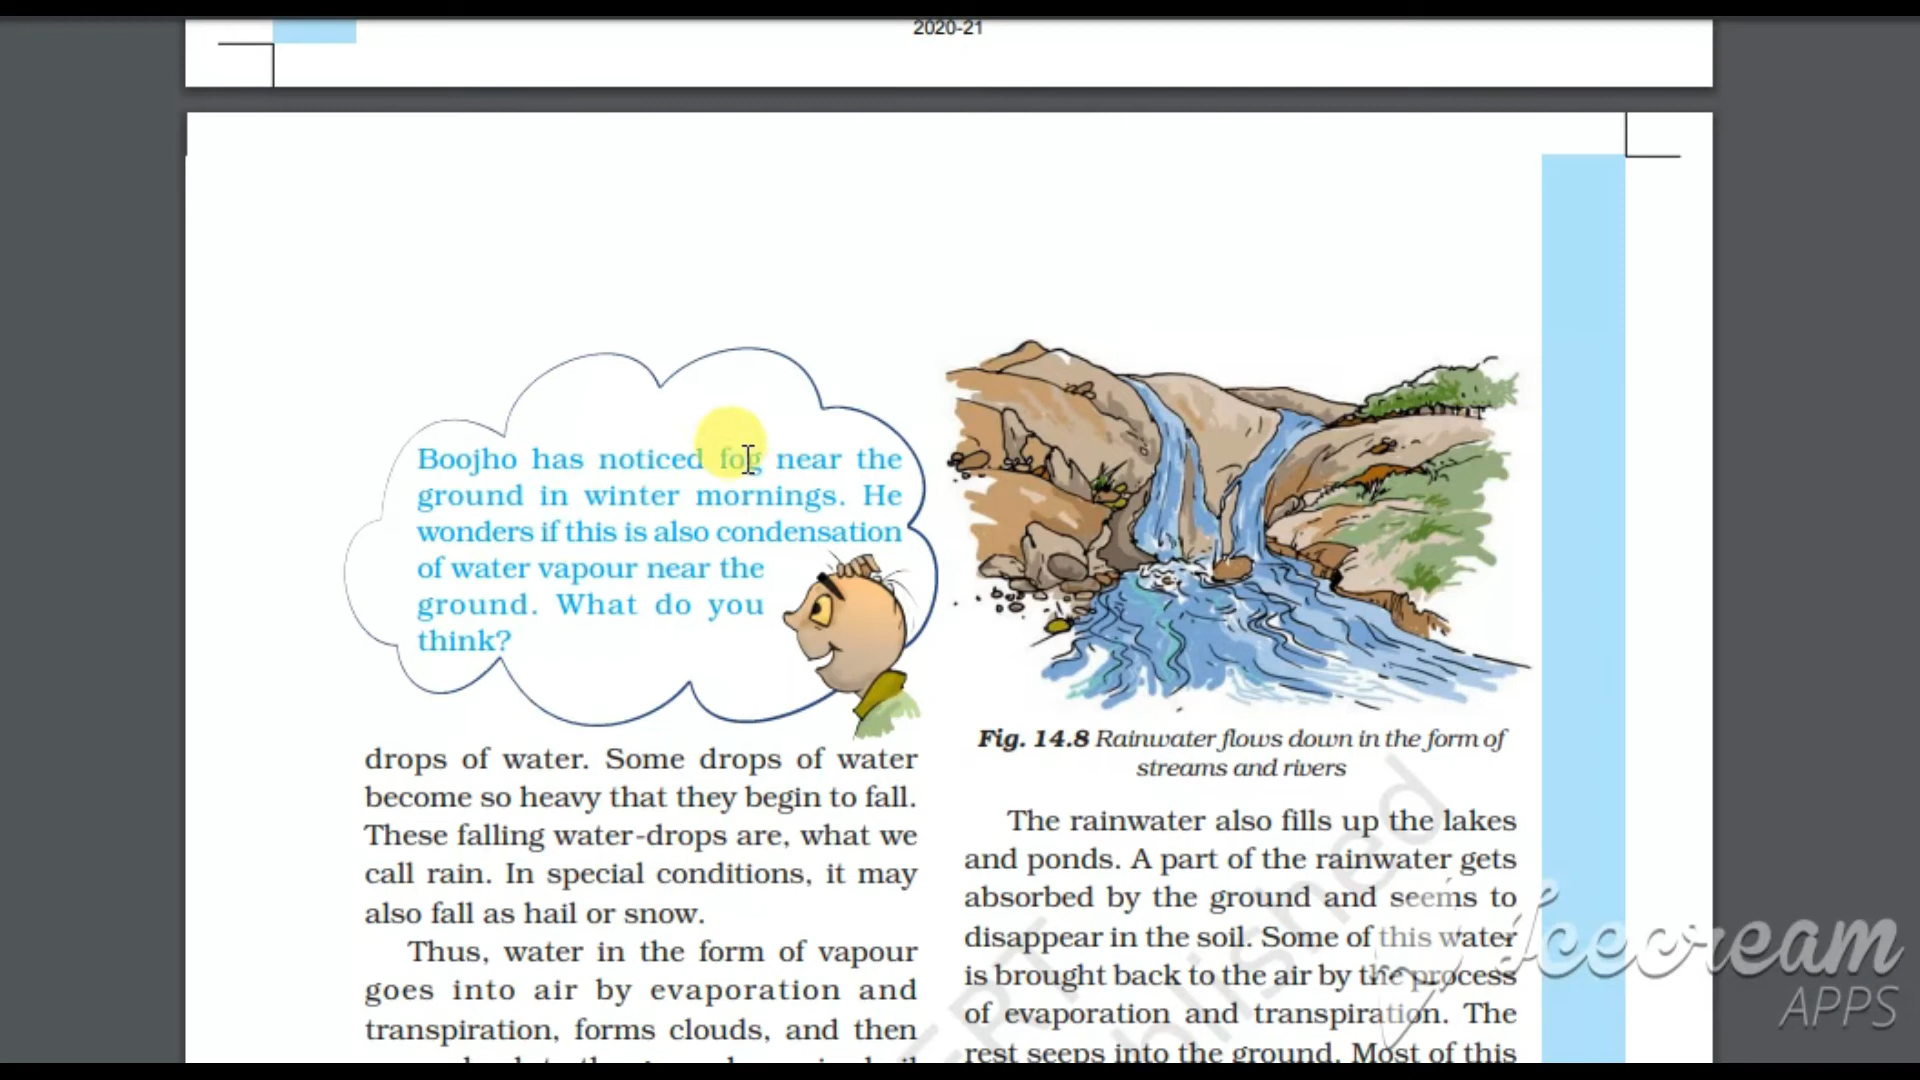 2020-21
Boojho has noticed fog near the
ground in winter mornings. He
wonders if this is also condensation
of water vapour near the
ground. What do you
think?
drops of water. Some drops of water
become so heavy that they begin to fall.
These falling water-drops are, what we
call rain. In special conditions, it may
also fall as hail or snow.
Thus, water in the form of vapour
goes into air by evaporation and
transpiration, forms clouds, and then
Fig. 14.8 Rainwater flows down in the form of
streams and rivers
The rainwater also fills up the lakes
and ponds. A part of the rainwater gets
absorbed by the ground and seems to
disappear in the soil. Some of this water
is brought back to the air by the process
of evaporation and transpiration. The
rest seeps into the ground. Most of this
Icecream
APPS